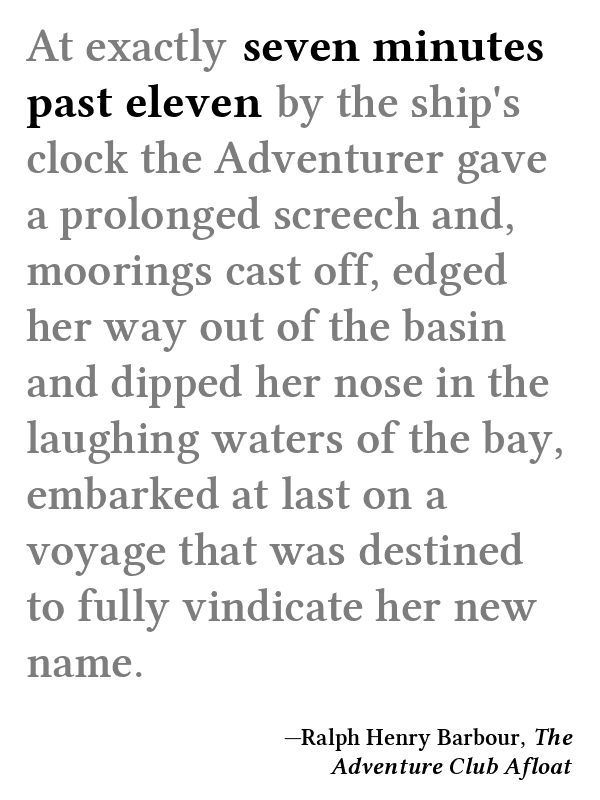 At exactly seven minutes
past eleven by the ship's
clock the Adventurer gave
a prolonged screech and,
moorings cast off, edged
her way out of the basin
and dipped her nose in the
laughing waters of the bay,
embarked at last on a
voyage that was destined
to fully vindicate her new
name.
—Ralph Henry Barbour, The
Adventure Club Afloat